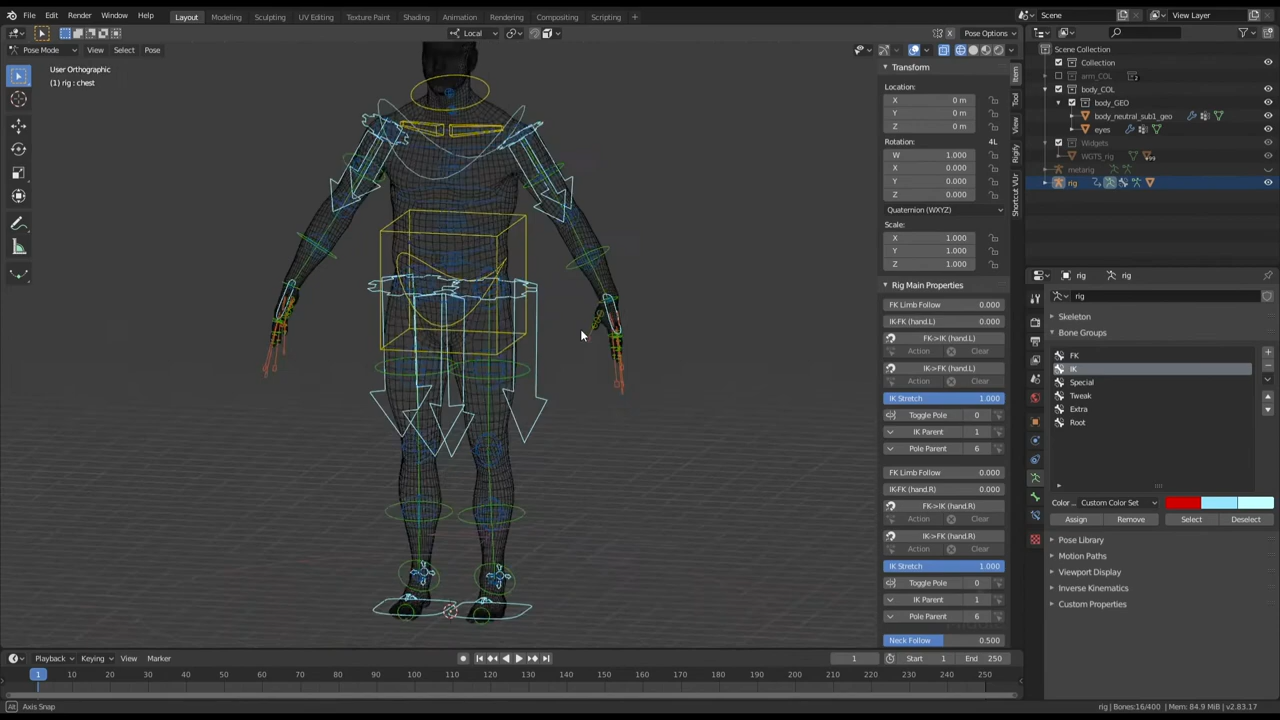 File Edit Render Window Help
Layout Modeling Sculpting UV Editing Texture Paint Shading Animation Rendering Compositing Scripting +
Scene View Layer
Local Pose Options
Pose Mode View Select Pose
User Orthographic
(1) rig : chest
Transform
Location:
X 0 m
Y 0 m
Z 0 m
Rotation: 4L
W 1.000
X 0.000
Y 0.000
Z 0.000
Quaternion (WXYZ)
Scale:
X 1.000
Y 1.000
Z 1.000
Rig Main Properties
FK Limb Follow 0.000
IK-FK (hand.L) 0.000
FK->IK (hand.L)
Action Clear
IK->FK (hand.L)
Action Clear
IK Stretch 1.000
Toggle Pole 0
IK Parent 1
Pole Parent 6
FK Limb Follow 0.000
IK-FK (hand.R) 0.000
FK->IK (hand.R)
Action Clear
IK->FK (hand.R)
Action Clear
IK Stretch 1.000
Toggle Pole 0
IK Parent 1
Pole Parent 6
Neck Follow 0.500
Item
Tool
View
Rigify
Shortcut VUr
Scene Collection
Collection
arm_COL
body_COL
body_GEO
body_neutral_sub1_geo
eyes
Widgets
WGTS_rig
metarig
rig
rig rig
rig
Skeleton
Bone Groups
FK
IK
Special
Tweak
Extra
Root
Color ... Custom Color Set
Assign Remove Select Deselect
Pose Library
Motion Paths
Viewport Display
Inverse Kinematics
Custom Properties
Playback Keying View Marker 1 Start 1 End 250
1 10 20 30 40 50 60 70 80 90 100 110 120 130 140 150 160 170 180 190 200 210 220 230 240 250
Alt Axis Snap rig | Bones:16/400 | Mem: 84.9 MiB | v2.83.17